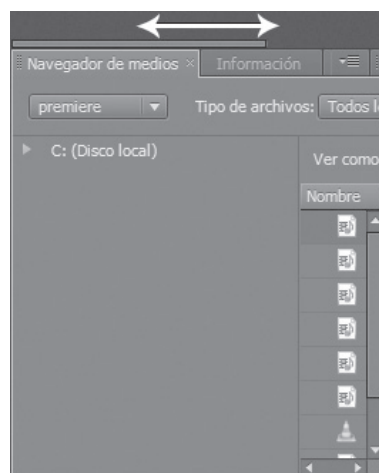 Navegador de medios × Información
premiere Tipo de archivos: Todos l
C: (Disco local)
Ver como
Nombre